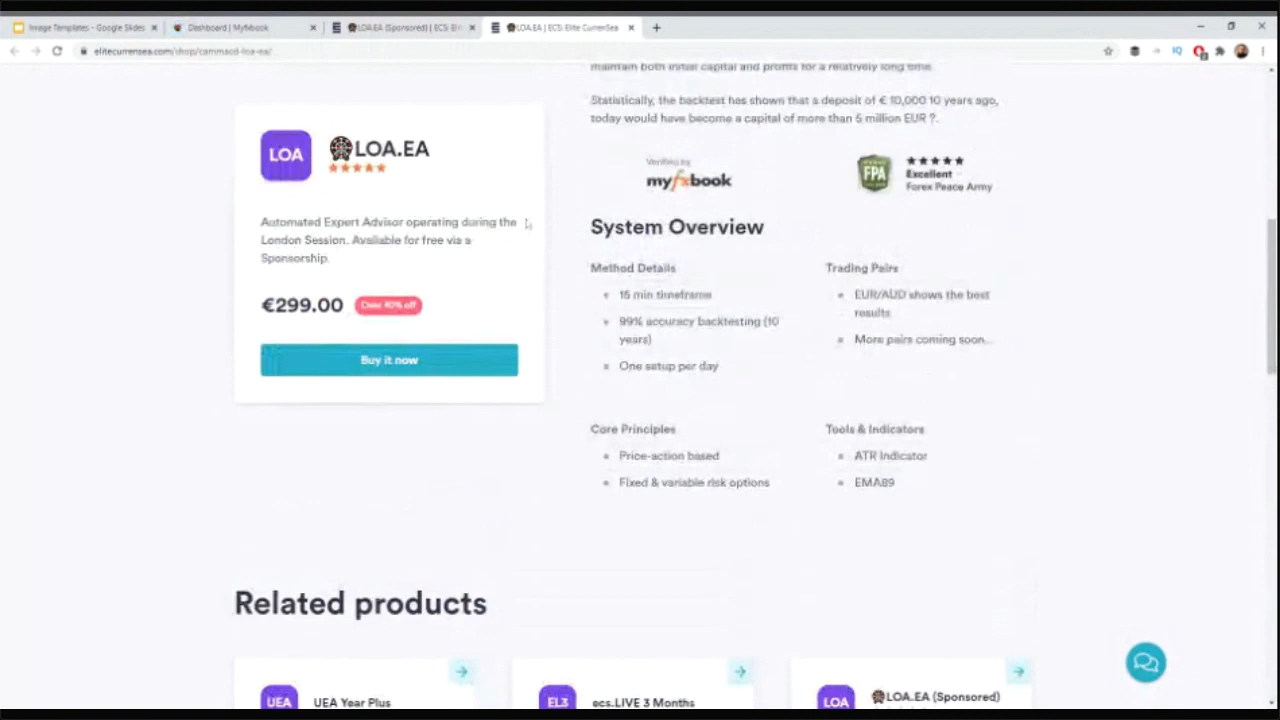 Image Templates - Google Slides
Dashboard | Myfxbook
LOA.EA (Sponsored) | ECS: Eli
LOA.EA | ECS: Elite CurrenSea
elitecurrensea.com/shop/cammacd-loa-ea/
maintain both initial capital and profits for a relatively long time.
Statistically, the backtest has shown that a deposit of € 10,000 10 years ago,
today would have become a capital of more than 5 million EUR ?.
LOA
LOA.EA
Verified by
myfxbook
FPA
Excellent
Forex Peace Army
Automated Expert Advisor operating during the
London Session. Available for free via a
Sponsorship.
€299.00
Over 40% off
Buy it now
System Overview
Method Details
15 min timeframe
99% accuracy backtesting (10
years)
One setup per day
Trading Pairs
EUR/AUD shows the best
results
More pairs coming soon...
Core Principles
Price-action based
Fixed & variable risk options
Tools & Indicators
ATR Indicator
EMA89
Related products
UEA
UEA Year Plus
EL3
ecs.LIVE 3 Months
LOA
LOA.EA (Sponsored)